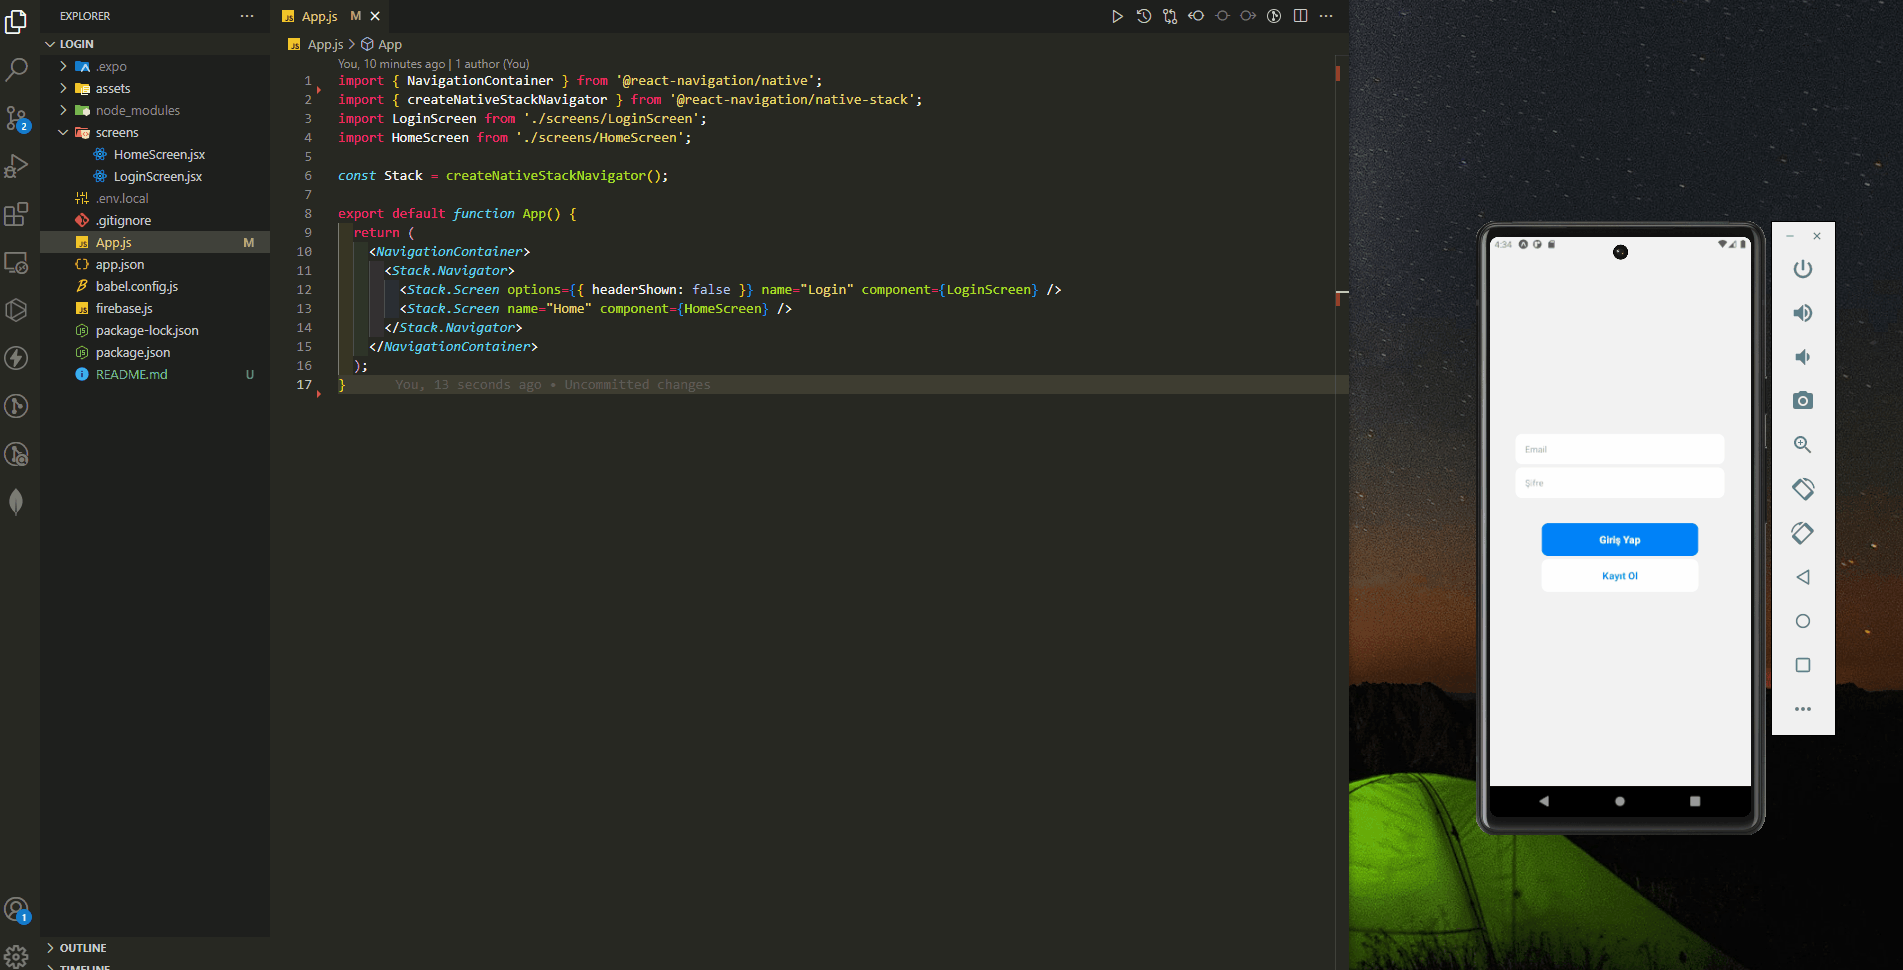 EXPLORER
LOGIN
.expo
assets
node_modules
screens
HomeScreen.jsx
LoginScreen.jsx
.env.local
.gitignore
App.js M
app.json
babel.config.js
firebase.js
package-lock.json
package.json
README.md U
OUTLINE
TIMELINE
2
1
App.js M
App.js > App
You, 10 minutes ago | 1 author (You)
1 import { NavigationContainer } from '@react-navigation/native';
2 import { createNativeStackNavigator } from '@react-navigation/native-stack';
3 import LoginScreen from './screens/LoginScreen';
4 import HomeScreen from './screens/HomeScreen';
5
6 const Stack = createNativeStackNavigator();
7
8 export default function App() {
9 return (
10 <NavigationContainer>
11 <Stack.Navigator>
12 <Stack.Screen options={{ headerShown: false }} name="Login" component={LoginScreen} />
13 <Stack.Screen name="Home" component={HomeScreen} />
14 </Stack.Navigator>
15 </NavigationContainer>
16 );
17 } You, 13 seconds ago • Uncommitted changes
4:34
Email
Şifre
Giriş Yap
Kayıt Ol